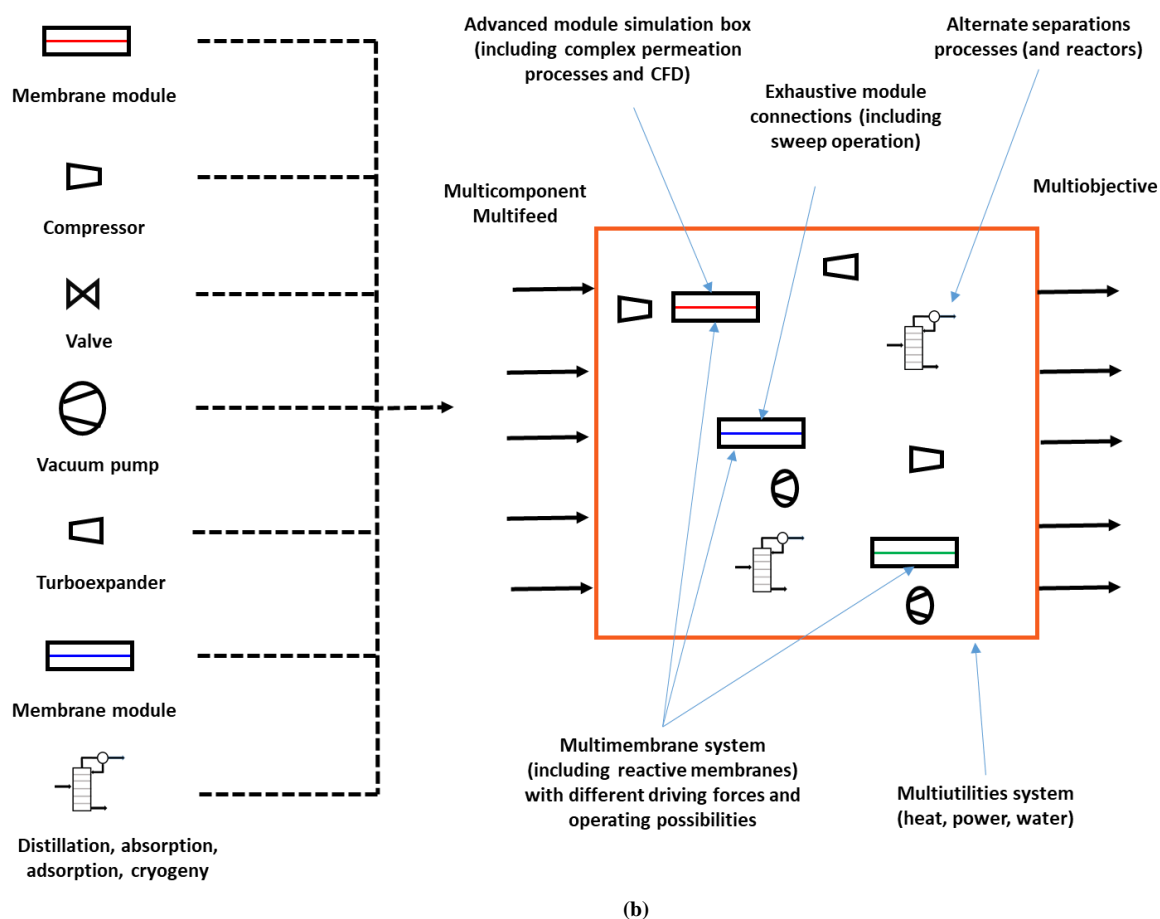 Membrane module
Compressor
Valve
Vacuum pump
Turboexpander
Membrane module
Distillation, absorption,
adsorption, cryogeny
Advanced module simulation box
(including complex permeation
processes and CFD)
Alternate separations
processes (and reactors)
Exhaustive module
connections (including
sweep operation)
Multicomponent
Multifeed
Multiobjective
Multimembrane system
(including reactive membranes)
with different driving forces and
operating possibilities
Multiutilities system
(heat, power, water)
(b)